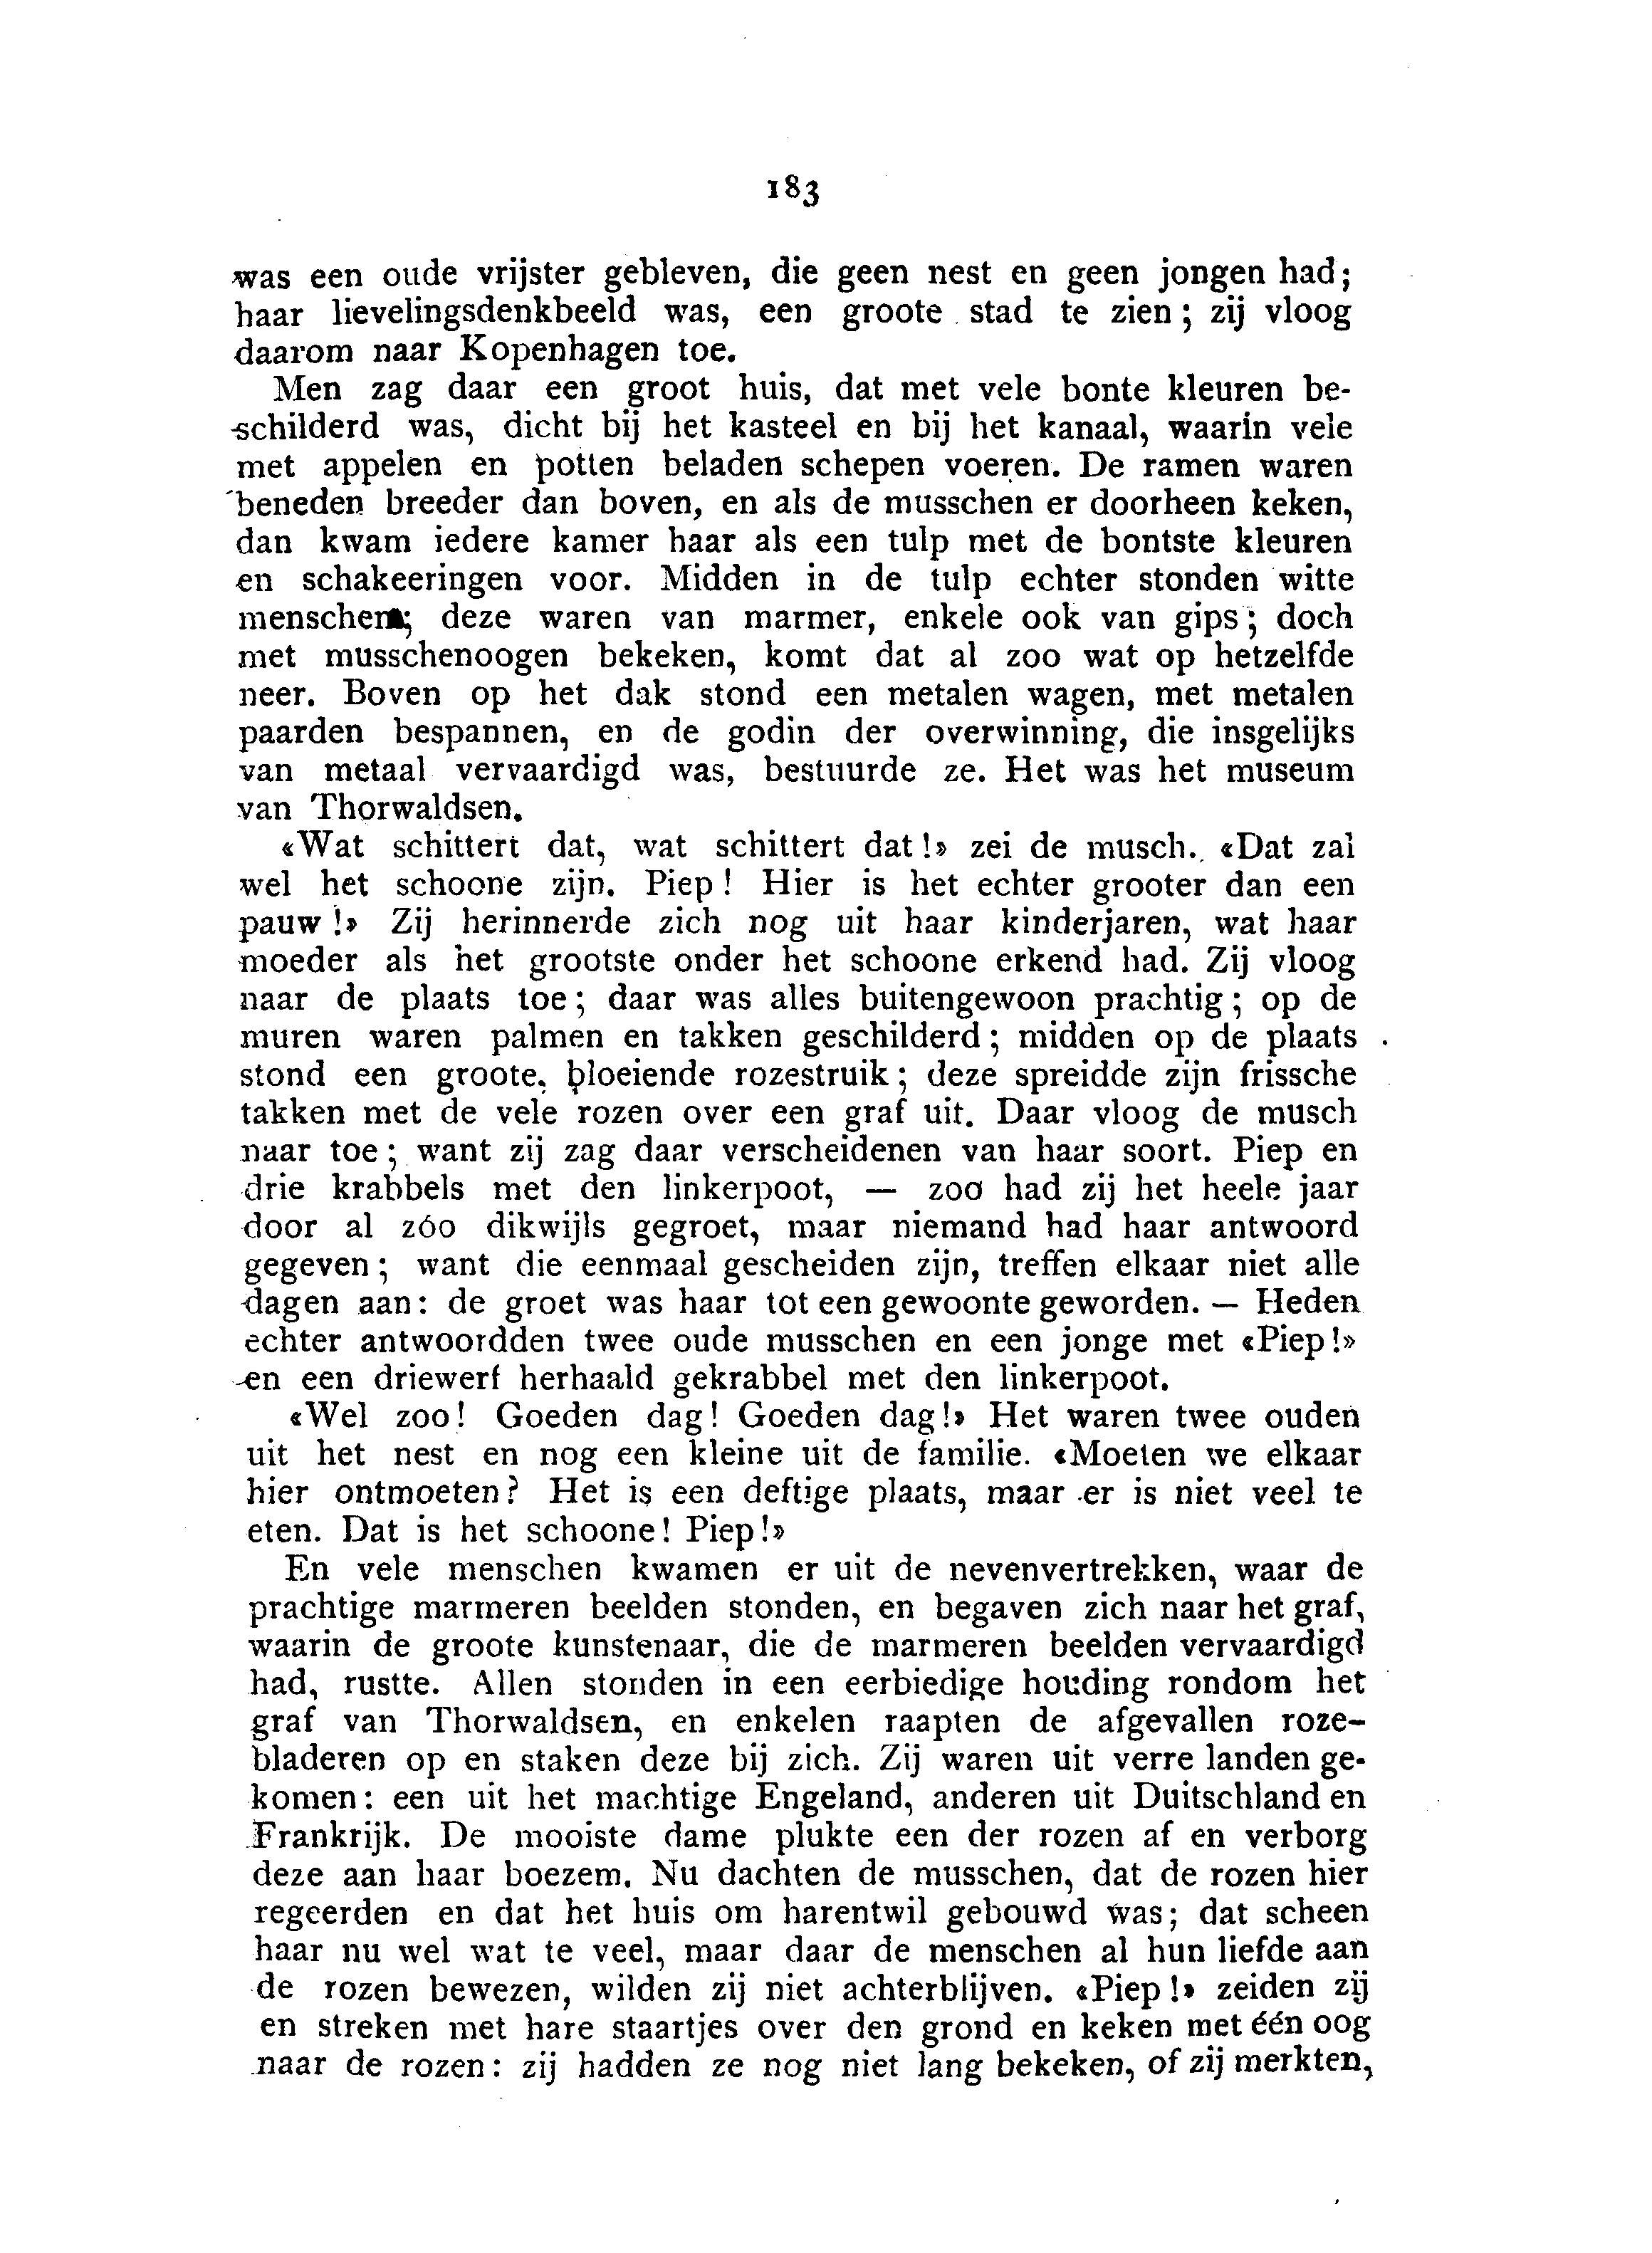 183
was een oude vrijster gebleven, die geen nest en geen jongen had;
haar lievelingsdenkbeeld was, een groote stad te zien; zij vloog
daarom naar Kopenhagen toe.
Men zag daar een groot huis, dat met vele bonte kleuren be-
schilderd was, dicht bij het kasteel en bij het kanaal, waarin vele
met appelen en potten beladen schepen voeren. De ramen waren
beneden breeder dan boven, en als de musschen er doorheen keken,
dan kwam iedere kamer haar als een tulp met de bontste kleuren
en schakeeringen voor. Midden in de tulp echter stonden witte
menschen; deze waren van marmer, enkele ook van gips; doch
met musschenoogen bekeken, komt dat al zoo wat op hetzelfde
neer. Boven op het dak stond een metalen wagen, met metalen
paarden bespannen, en de godin der overwinning, die insgelijks
van metaal vervaardigd was, bestuurde ze. Het was het museum
van Thorwaldsen.
«Wat schittert dat, wat schittert dat!» zei de musch. «Dat zal
wel het schoone zijn. Piep! Hier is het echter grooter dan een
pauw!» Zij herinnerde zich nog uit haar kinderjaren, wat haar
moeder als het grootste onder het schoone erkend had. Zij vloog
naar de plaats toe; daar was alles buitengewoon prachtig; op de
muren waren palmen en takken geschilderd; midden op de plaats
stond een groote, bloeiende rozestruik; deze spreidde zijn frissche
takken met de vele rozen over een graf uit. Daar vloog de musch
naar toe; want zij zag daar verscheidenen van haar soort. Piep en
drie krabbels met den linkerpoot, — zoo had zij het heele jaar
door al zóo dikwijls gegroet, maar niemand had haar antwoord
gegeven; want die eenmaal gescheiden zijn, treffen elkaar niet alle
dagen aan: de groet was haar tot een gewoonte geworden. — Heden
echter antwoordden twee oude musschen en een jonge met «Piep!»
en een driewerf herhaald gekrabbel met den linkerpoot.
«Wel zoo! Goeden dag! Goeden dag!» Het waren twee ouden
uit het nest en nog een kleine uit de familie. «Moeten we elkaar
hier ontmoeten? Het is een deftige plaats, maar er is niet veel te
eten. Dat is het schoone! Piep!»
En vele menschen kwamen er uit de nevenvertrekken, waar de
prachtige marmeren beelden stonden, en begaven zich naar het graf,
waarin de groote kunstenaar, die de marmeren beelden vervaardigd
had, rustte. Allen stonden in een eerbiedige houding rondom het
graf van Thorwaldsen, en enkelen raapten de afgevallen roze-
bladeren op en staken deze bij zich. Zij waren uit verre landen ge-
komen: een uit het machtige Engeland, anderen uit Duitschland en
Frankrijk. De mooiste dame plukte een der rozen af en verborg
deze aan haar boezem. Nu dachten de musschen, dat de rozen hier
regeerden en dat het huis om harentwil gebouwd was; dat scheen
haar nu wel wat te veel, maar daar de menschen al hun liefde aan
de rozen bewezen, wilden zij niet achterblijven. «Piep!» zeiden zij
en streken met hare staartjes over den grond en keken met één oog
naar de rozen: zij hadden ze nog niet lang bekeken, of zij merkten,